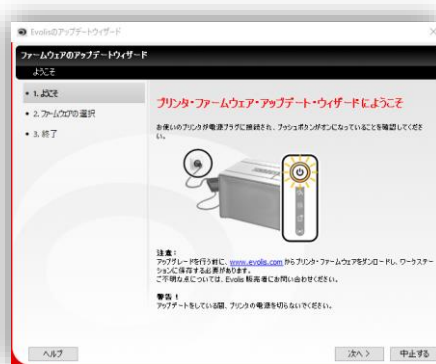 Evolisのアップデートウィザード
ファームウェアのアップデートウィザード
ようこそ
• 1. ようこそ
• 2. ファームウェアの選択
• 3. 終了
プリンタ・ファームウェア・アップデート・ウィザードにようこそ
お使いのプリンタが電源プラグに接続され、プッシュボタンがオンになっていることを確認してくださ
い。
注意：
アップグレードを行う前に、www.evolis.com からプリンタ・ファームウェアをダンロードし、ワークステー
ションに保存する必要があります。
ご不明な点については、Evolis 販売者にお問い合わせください。
警告！
アップデートをしている間、プリンタの電源を切らないでください。
ヘルプ
次へ >
中止する